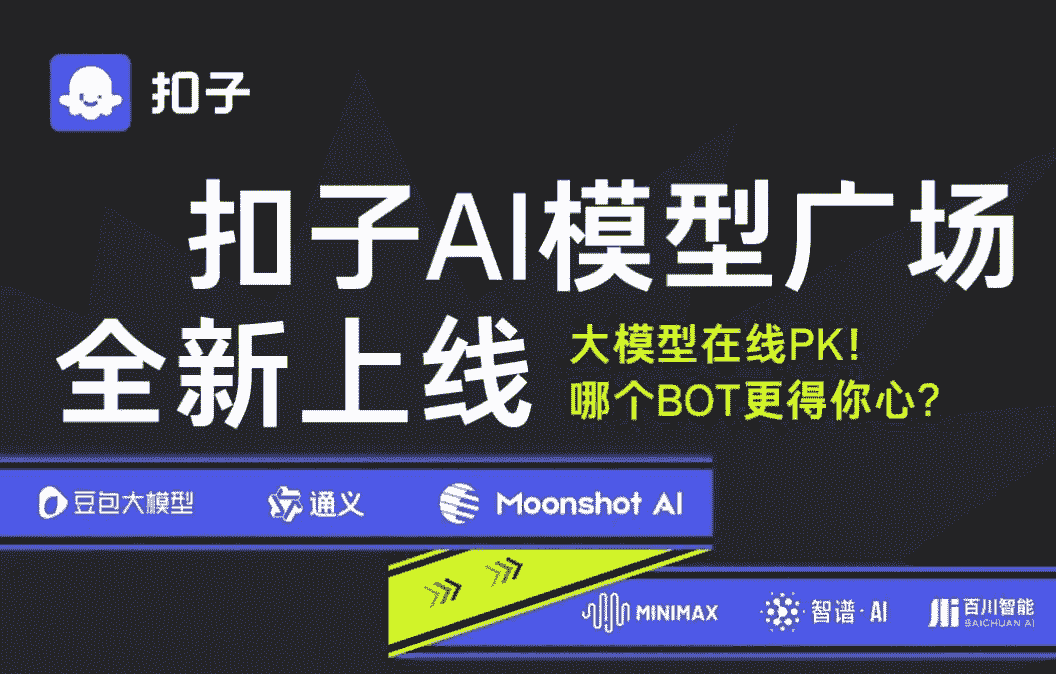 扣子
扣子AI模型广场
全新上线
大模型在线PK!
哪个BOT更得你心?
豆包大模型
通义
Moonshot AI
MINIMAX
智谱·AI
百川智能
BAICHUAN AI